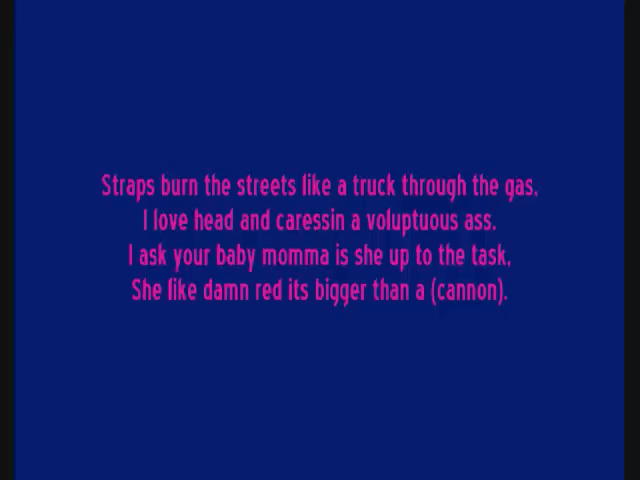 Straps burn the streets like a truck through the gas,
I love head and caressin a voluptuous ass.
I ask your baby momma is she up to the task,
She like damn red its bigger than a (cannon).